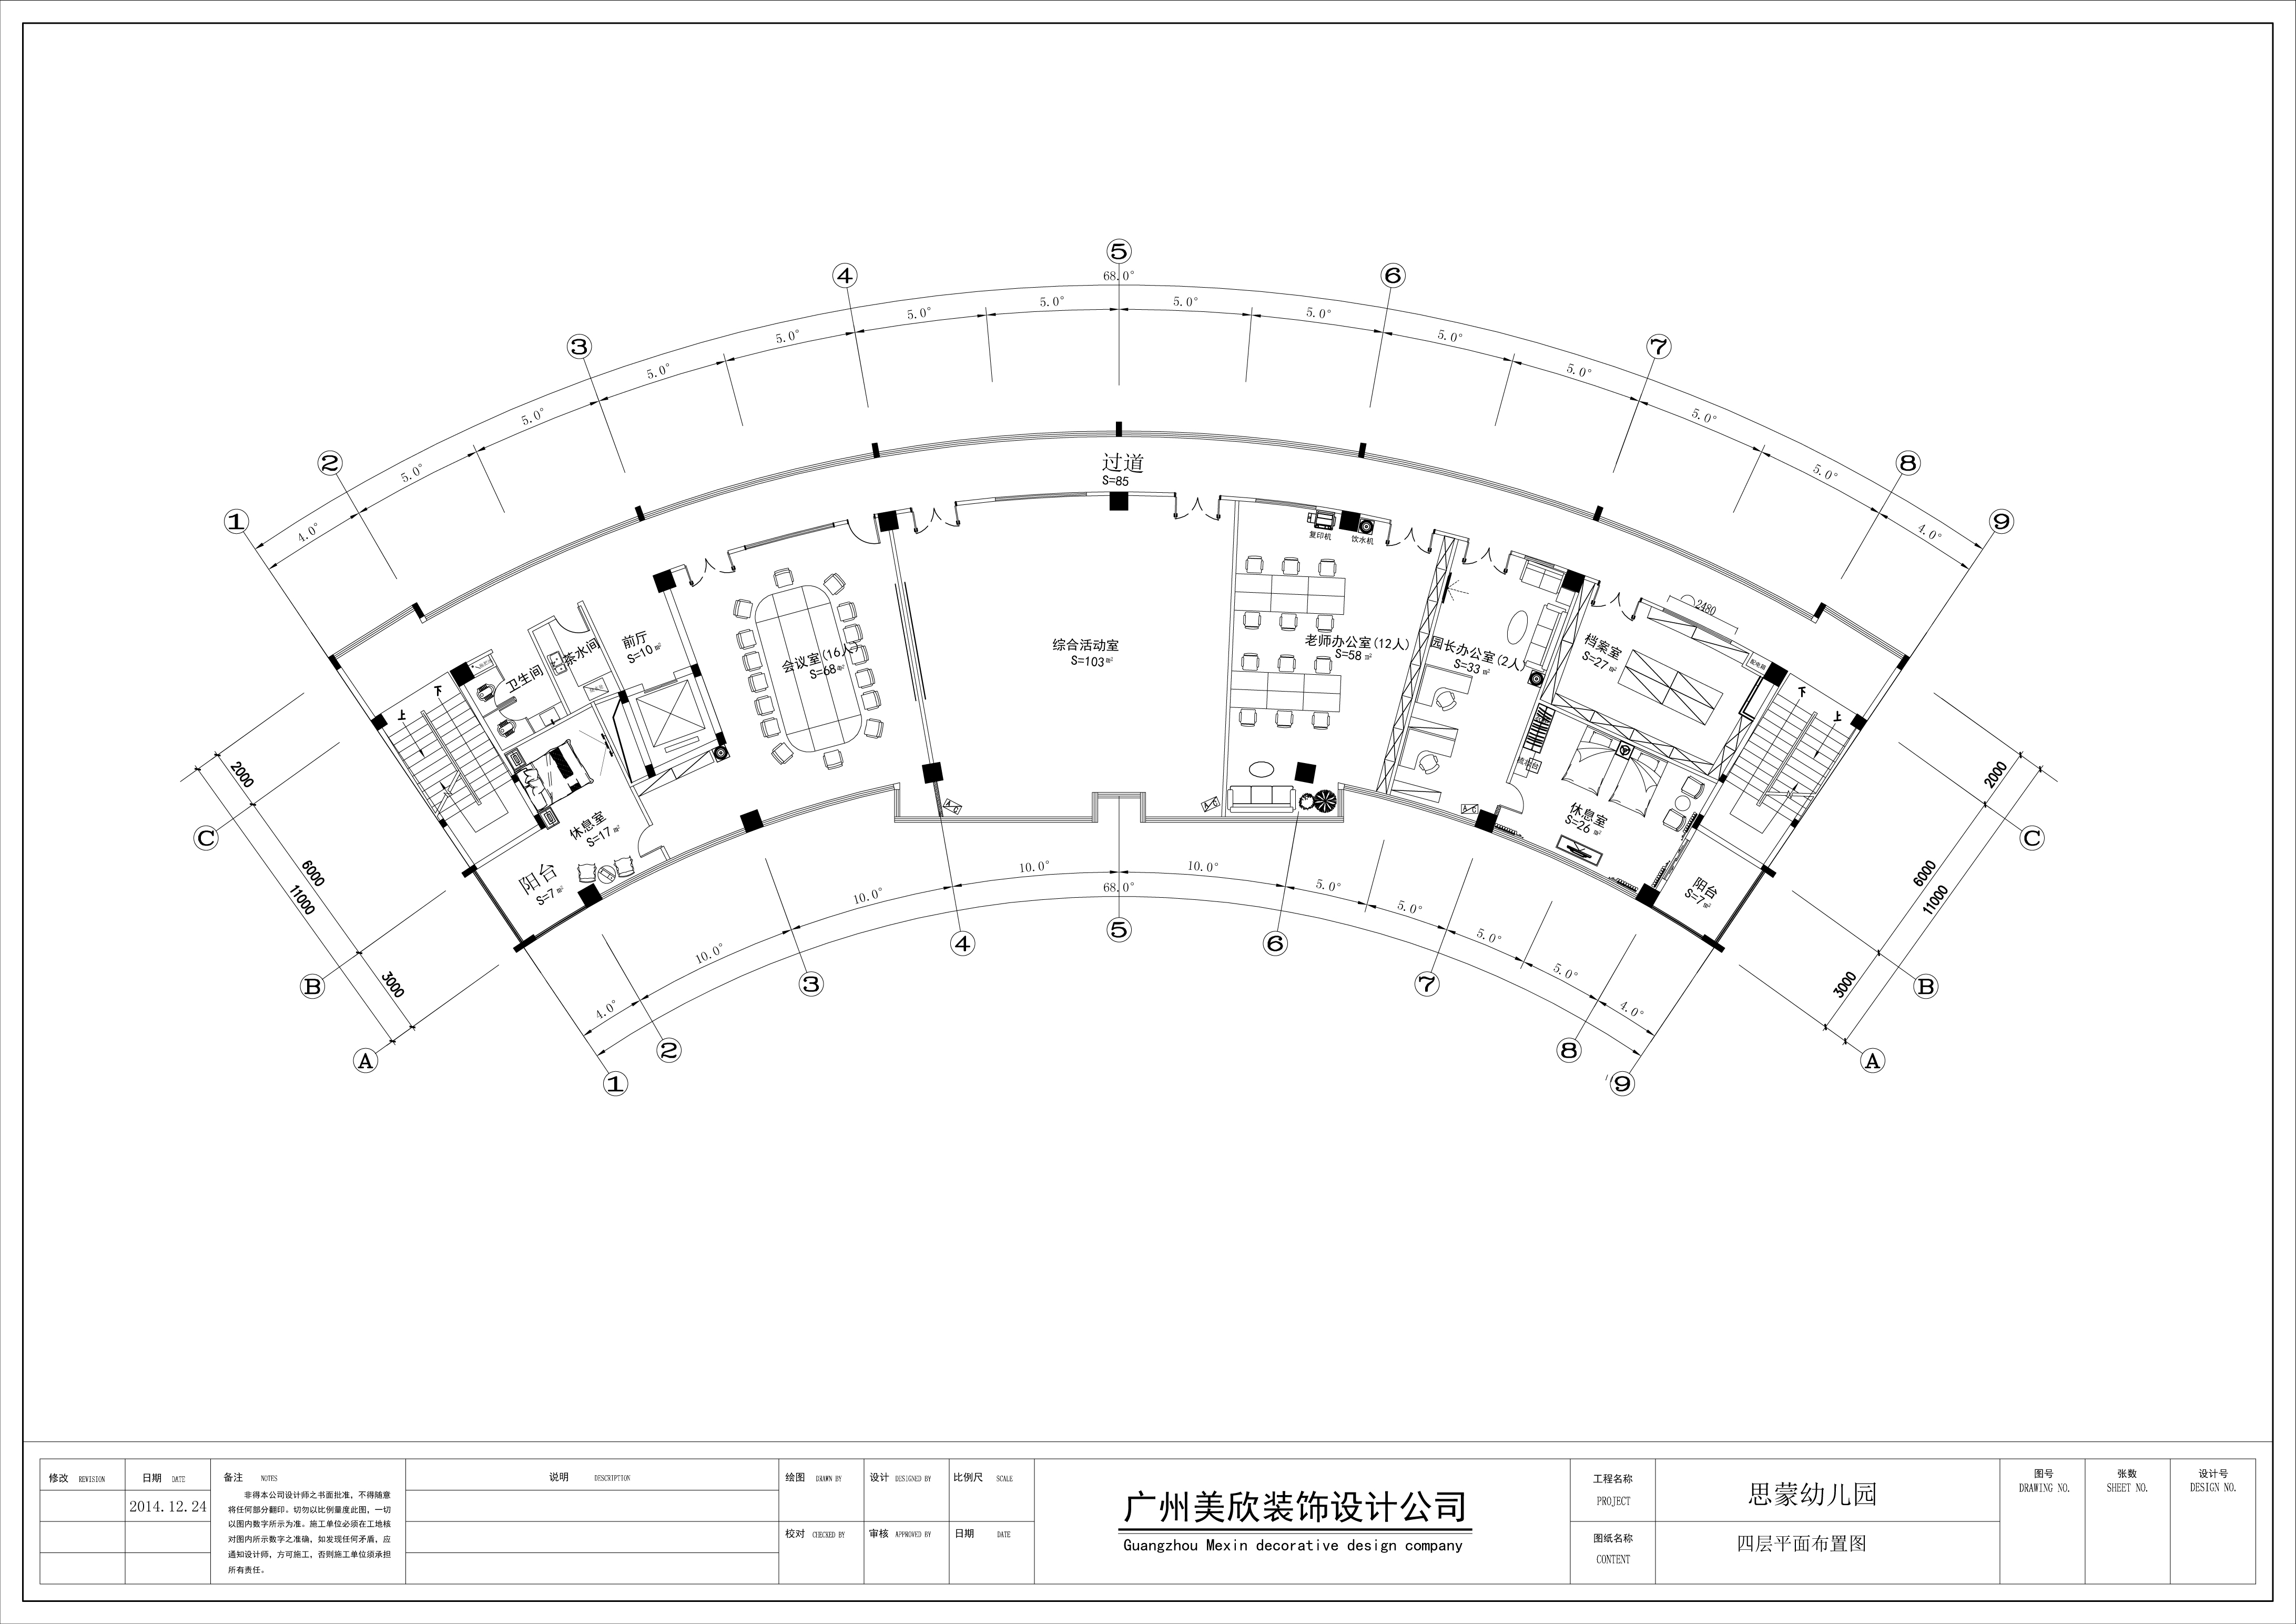 5
4
68.0°
6
5.0°
5.0°
5.0°
5.0°
3
5.0°
5.0°
7
5.0°
5.0°
5.0°
5.0°
2
5.0°
5.0°
8
1
4.0°
4.0°
9
过道
S=85
复印机
饮水机
2480
前厅
S=10㎡
茶水间
卫生间
会议室(16人)
S=68㎡
综合活动室
S=103㎡
老师办公室(12人)
S=58㎡
园长办公室(2人)
S=33㎡
档案室
S=27㎡
配电箱
下
上
下
上
洗衣台
休息室
S=17㎡
休息室
S=26㎡
阳台
S=7㎡
阳台
S=7㎡
A C
A C
A C
2000
6000
11000
3000
C
B
A
2000
6000
11000
3000
C
B
A
10.0°
10.0°
68.0°
10.0°
5.0°
10.0°
5.0°
10.0°
5.0°
5.0°
4.0°
4.0°
5
4
6
3
7
2
8
1
9
修改 REVISION
日期 DATE
2014.12.24
备注 NOTES
非得本公司设计师之书面批准，不得随意
将任何部分翻印。切勿以比例量度此图，一切
以图内数字所示为准。施工单位必须在工地核
对图内所示数字之准确，如发现任何矛盾，应
通知设计师，方可施工，否则施工单位须承担
所有责任。
说明 DESCRIPTION
绘图 DRAWN BY
设计 DESIGNED BY
比例尺 SCALE
校对 CHECKED BY
审核 APPROVED BY
日期 DATE
广州美欣装饰设计公司
Guangzhou Mexin decorative design company
工程名称
PROJECT
思蒙幼儿园
图纸名称
CONTENT
四层平面布置图
图号
DRAWING NO.
张数
SHEET NO.
设计号
DESIGN NO.